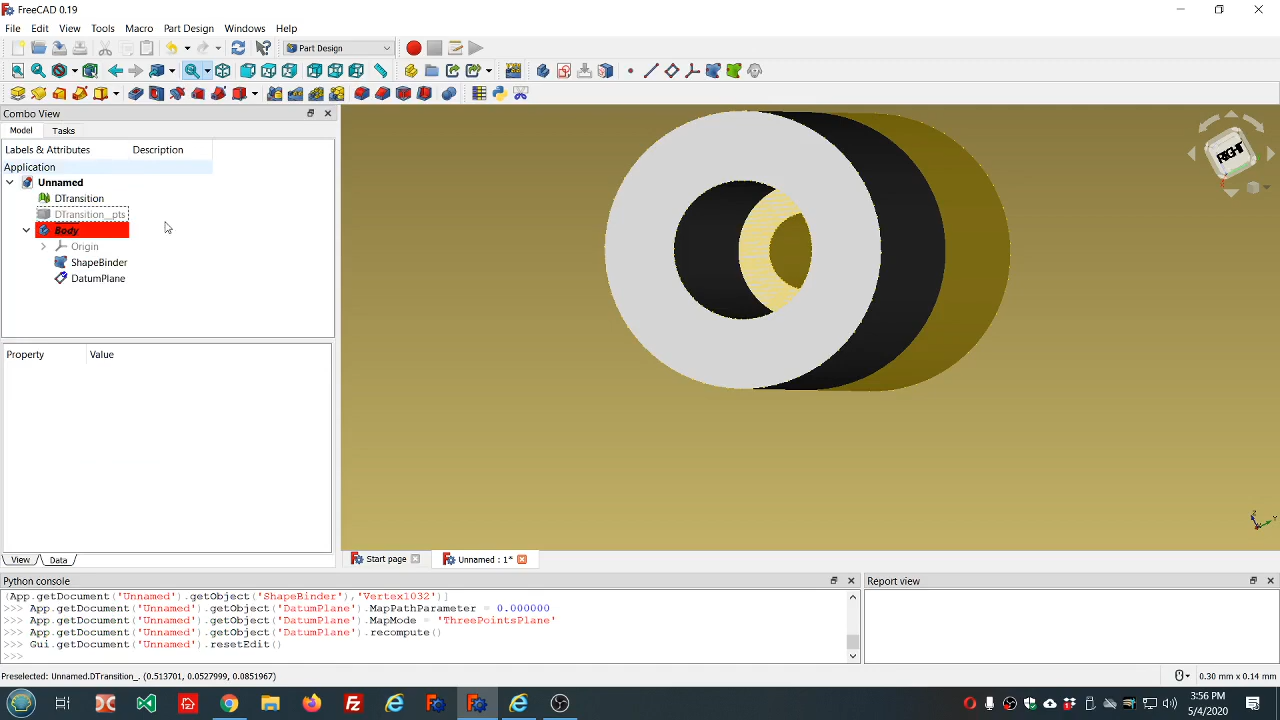 FreeCAD 0.19
File Edit View Tools Macro Part Design Windows Help
Part Design
Combo View
Model Tasks
Labels & Attributes Description
Application
Unnamed
DTransition
DTransition__pts
Body
Origin
ShapeBinder
DatumPlane
Property Value
View Data
RIGHT
Z
Y
Start page Unnamed : 1*
Python console
(App.getDocument('Unnamed').getObject('ShapeBinder'),'Vertex1032')]
>>> App.getDocument('Unnamed').getObject('DatumPlane').MapPathParameter = 0.000000
>>> App.getDocument('Unnamed').getObject('DatumPlane').MapMode = 'ThreePointsPlane'
>>> App.getDocument('Unnamed').getObject('DatumPlane').recompute()
>>> Gui.getDocument('Unnamed').resetEdit()
>>>
Report view
Preselected: Unnamed.DTransition_. (0.513701, 0.0527999, 0.0851967)
0.30 mm x 0.14 mm
3:56 PM
5/4/2020